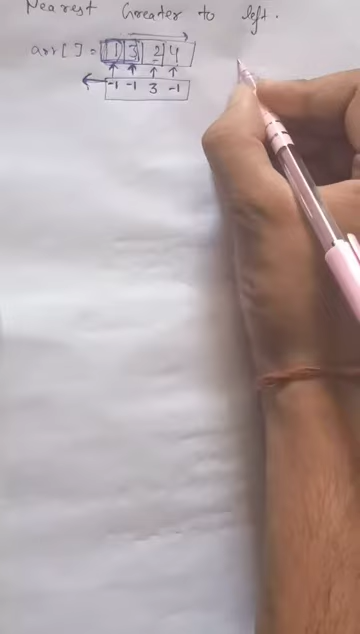 Nearest Greater to left.
arr[] = 1 3 2 4
-1 -1 3 -1